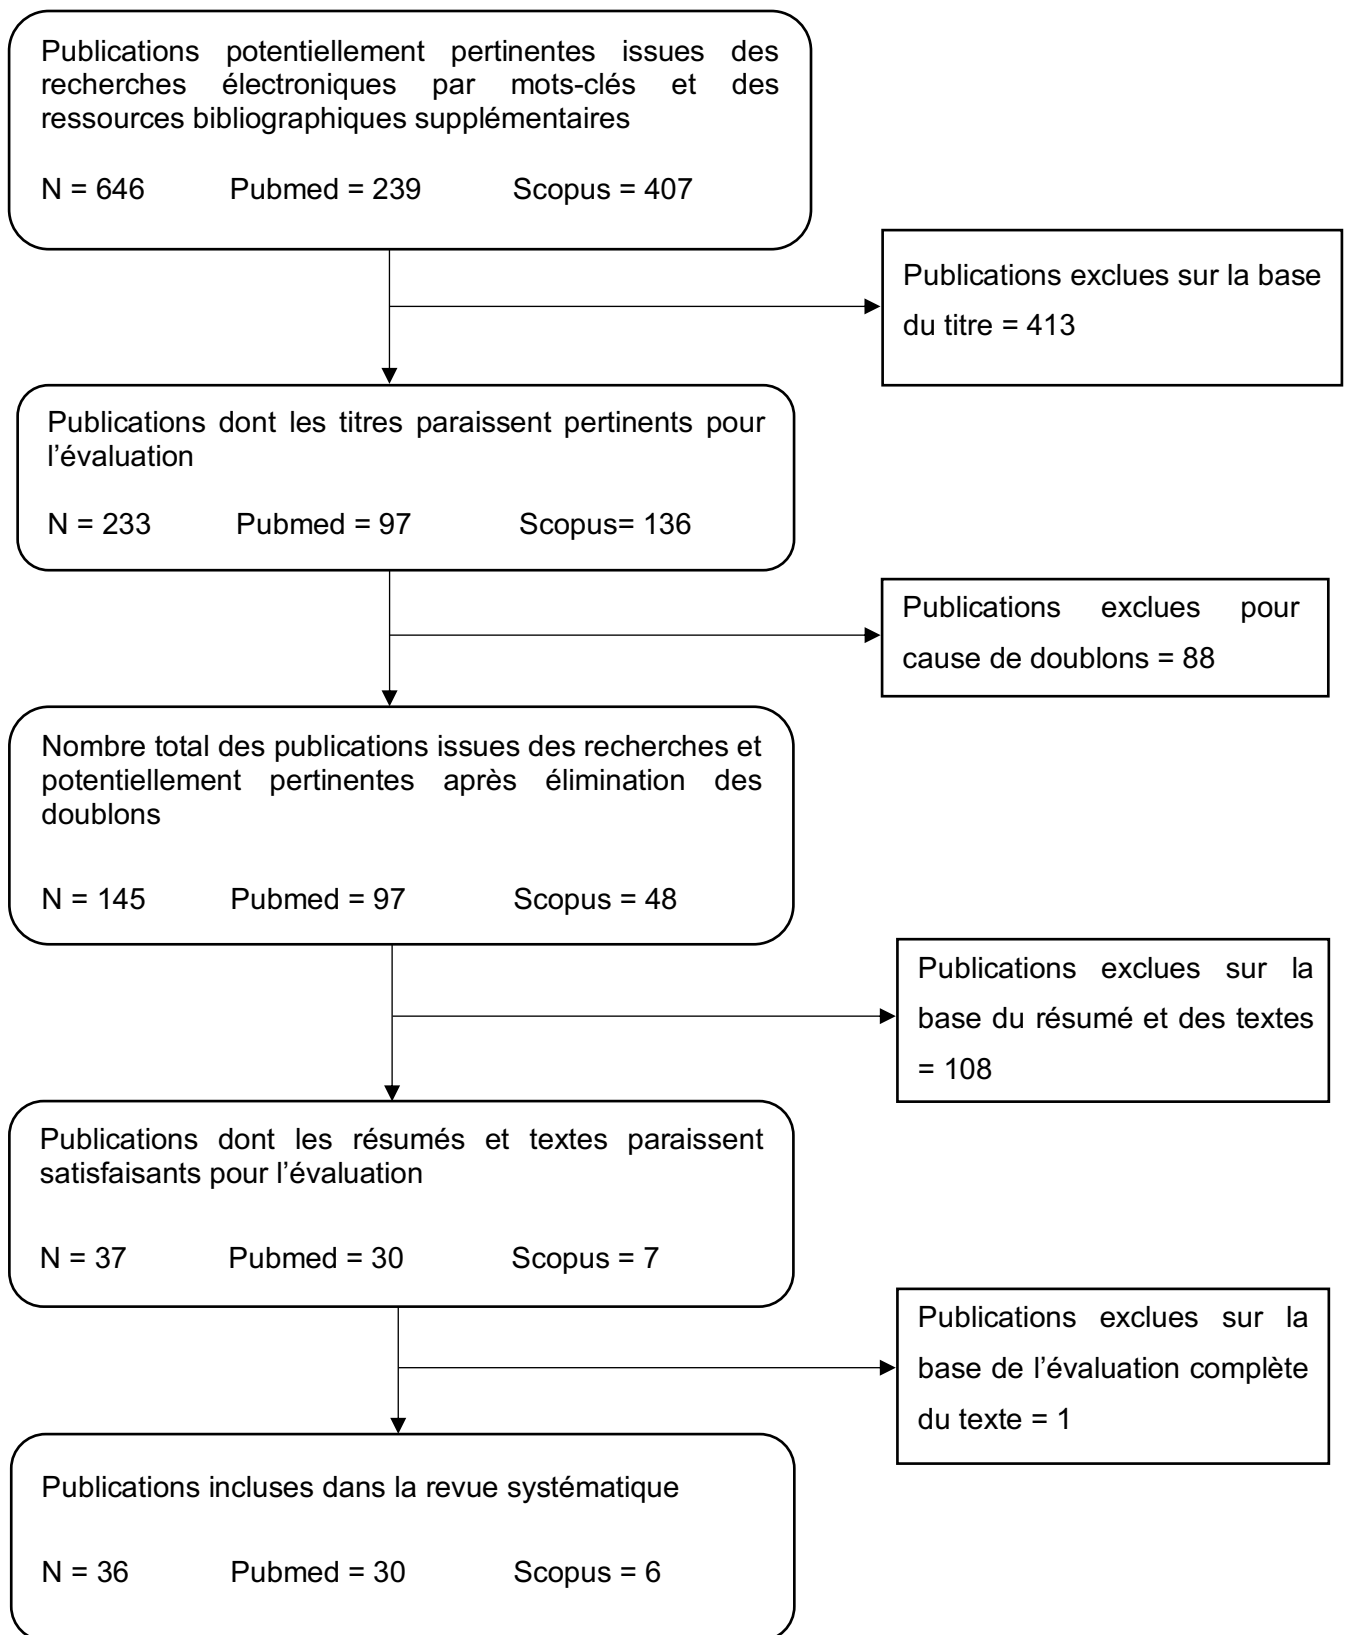 Publications potentiellement pertinentes issues des
recherches électroniques par mots-clés et des
ressources bibliographiques supplémentaires
N = 646 Pubmed = 239 Scopus = 407
Publications exclues sur la base
du titre = 413
Publications dont les titres paraissent pertinents pour
l’évaluation
N = 233 Pubmed = 97 Scopus= 136
Publications exclues pour
cause de doublons = 88
Nombre total des publications issues des recherches et
potentiellement pertinentes après élimination des
doublons
N = 145 Pubmed = 97 Scopus = 48
Publications exclues sur la
base du résumé et des textes
= 108
Publications dont les résumés et textes paraissent
satisfaisants pour l’évaluation
N = 37 Pubmed = 30 Scopus = 7
Publications exclues sur la
base de l’évaluation complète
du texte = 1
Publications incluses dans la revue systématique
N = 36 Pubmed = 30 Scopus = 6